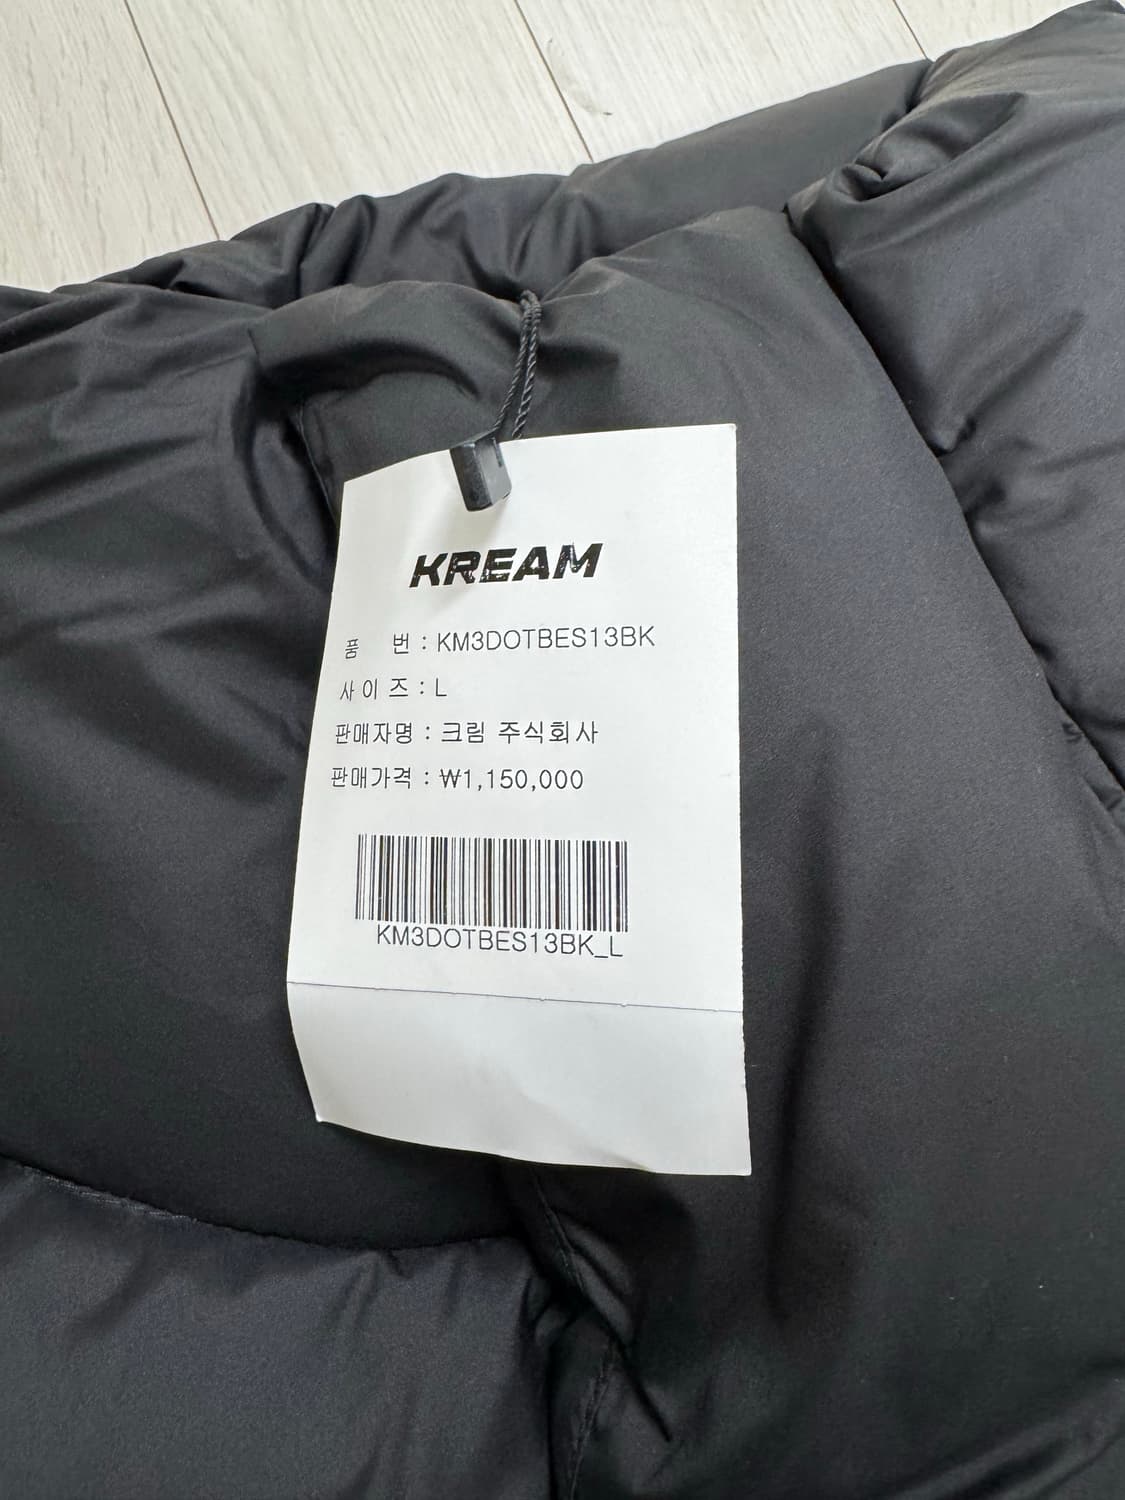 KREAM
품 번 : KM3DOTBES13BK
사이즈 : L
판매자명 : 크림 주식회사
판매가격 : ₩1,150,000
KM3DOTBES13BK_L